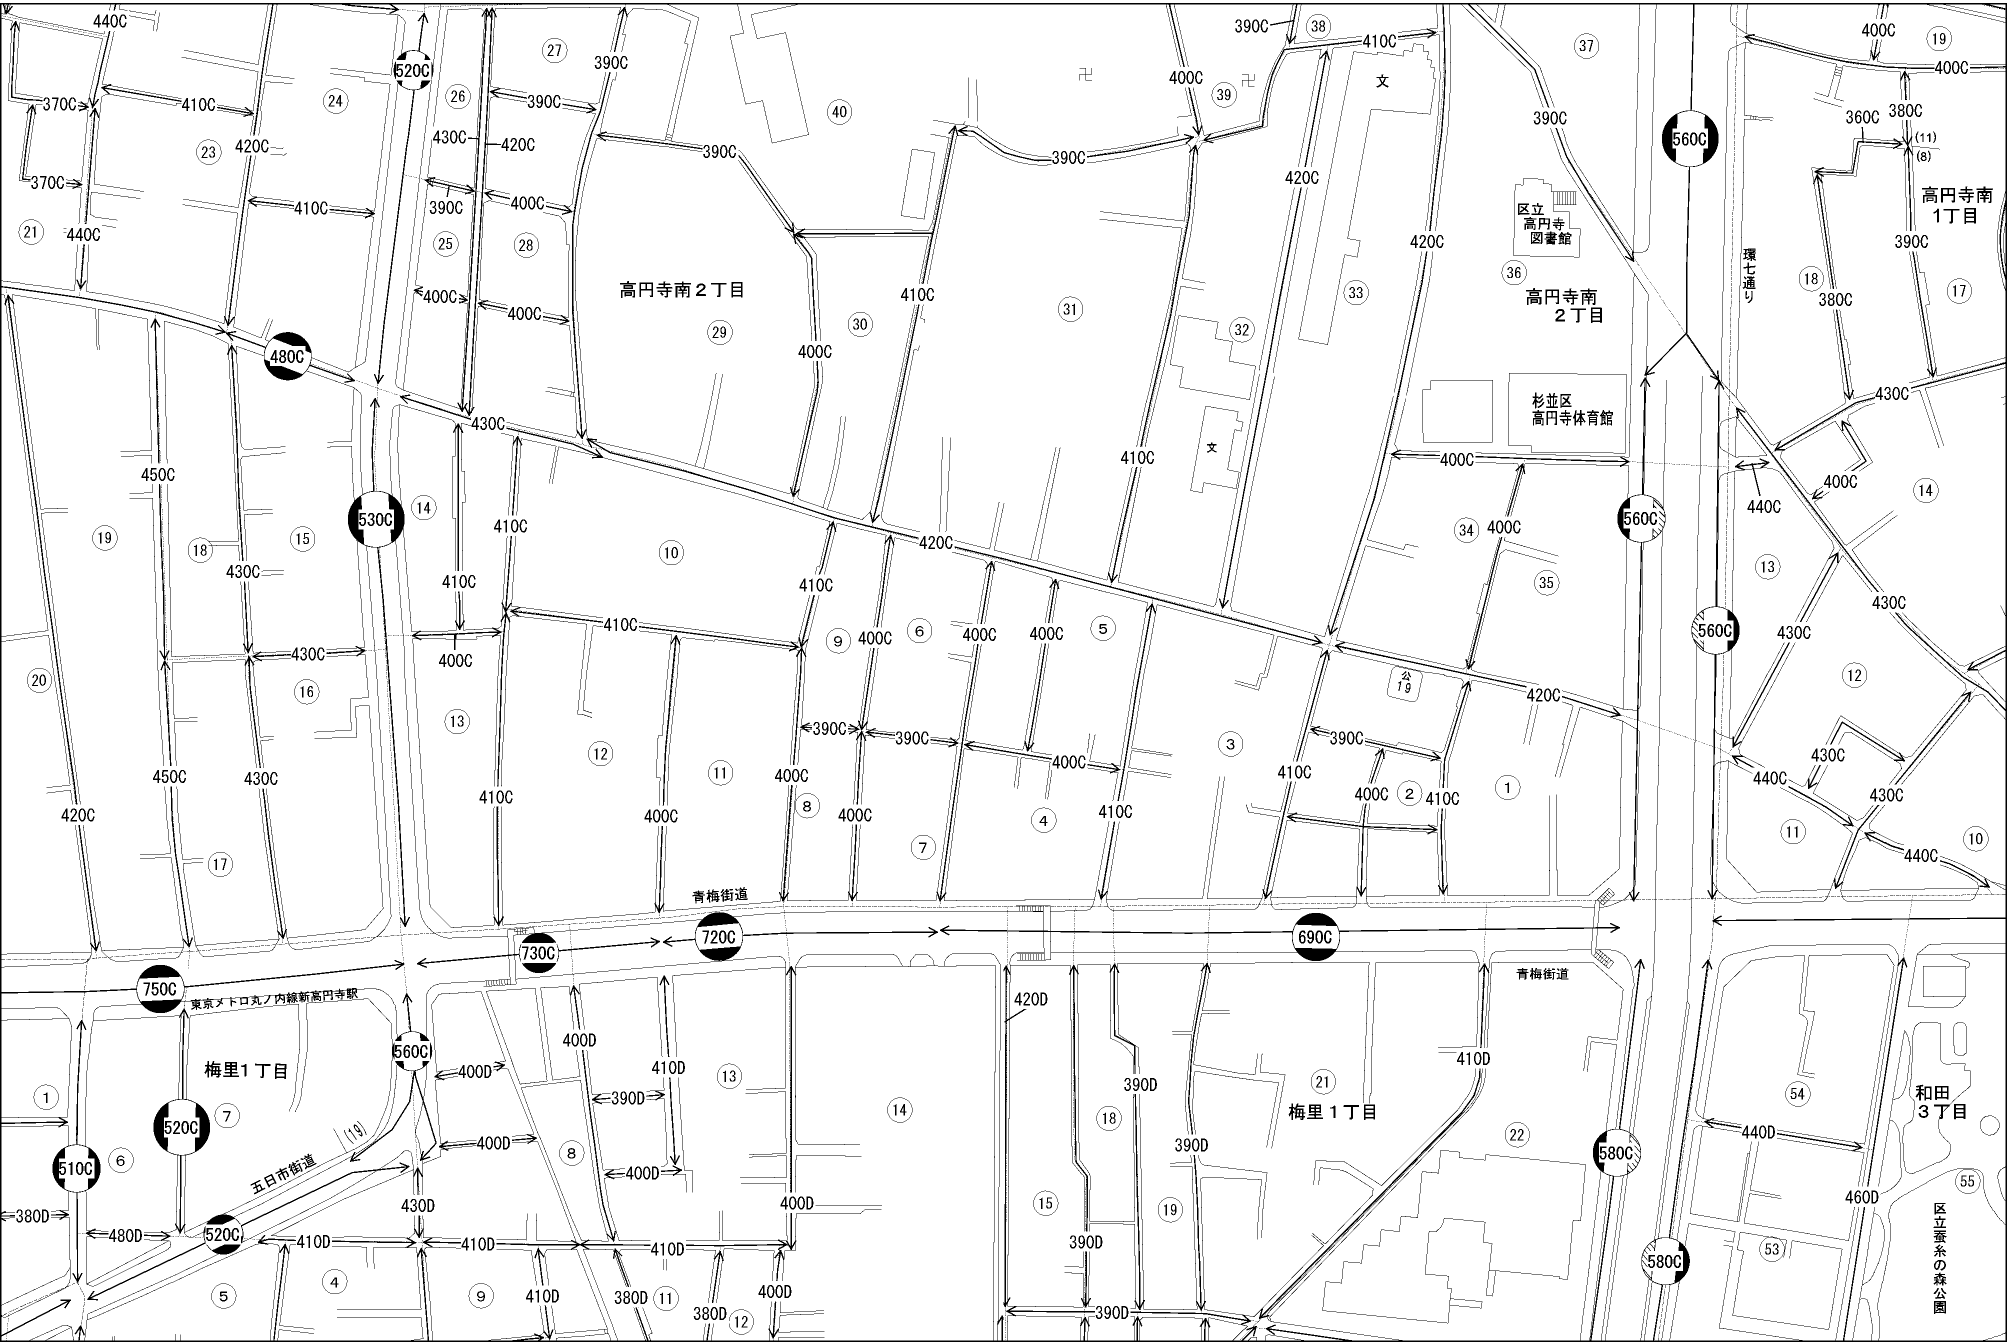 440C
520C
27
390C
390C
38
410C
37
400C
19
26
400C
400C
370C
410C
24
390C
40
39
文
390C
380C
360C
(11)
(8)
23
420C
430C
420C
390C
390C
560C
370C
410C
390C
400C
420C
高円寺南
1丁目
21
440C
25
28
区立
高円寺
図書館
420C
390C
36
環七通り
18
17
400C
高円寺南2丁目
410C
31
33
高円寺南
2丁目
380C
400C
29
30
32
480C
400C
430C
430C
杉並区
高円寺体育館
文
450C
410C
400C
400C
440C
14
530C
14
410C
560C
19
18
15
10
420C
34
400C
430C
410C
410C
35
13
410C
6
5
9
400C
400C
400C
430C
560C
430C
430C
400C
20
16
公
19
12
420C
13
390C
390C
3
390C
12
11
400C
400C
430C
450C
430C
410C
440C
410C
8
2
1
400C
410C
430C
420C
400C
400C
4
410C
11
10
17
7
440C
青梅街道
720C
690C
730C
青梅街道
750C
東京メトロ丸ノ内線新高円寺駅
420D
560C
400D
410D
梅里1丁目
400D
13
21
390D
54
和田
3丁目
1
7
390D
14
18
梅里1丁目
520C
(19)
400D
390D
22
440D
6
8
580C
510C
五日市街道
400D
55
460D
380D
430D
400D
15
19
480D
520C
410D
410D
410D
390D
53
区立蚕糸の森公園
580C
4
5
9
410D
380D
11
400D
380D
12
390D